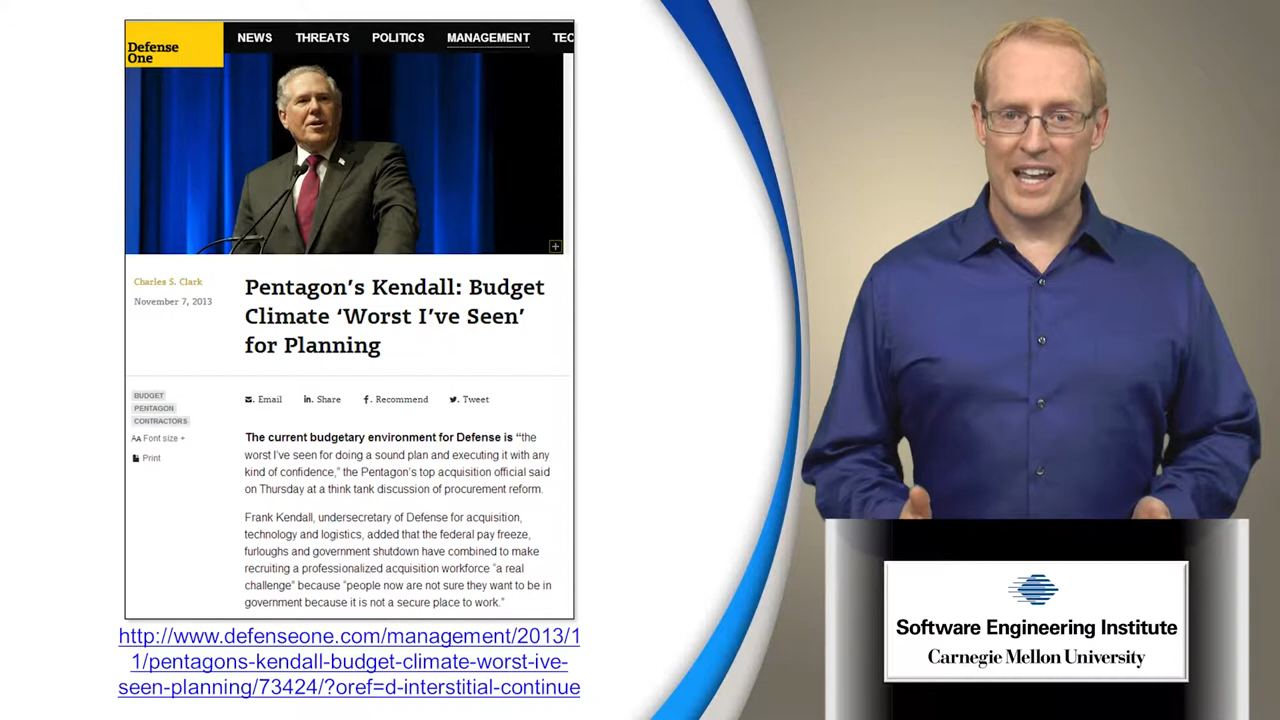 Defense
One
NEWS THREATS POLITICS MANAGEMENT TEC
Charles S. Clark
November 7, 2013
Pentagon’s Kendall: Budget
Climate ‘Worst I’ve Seen’
for Planning
BUDGET
PENTAGON
CONTRACTORS
AA Font size +
Print
Email Share Recommend Tweet
The current budgetary environment for Defense is “the
worst I’ve seen for doing a sound plan and executing it with any
kind of confidence,” the Pentagon’s top acquisition official said
on Thursday at a think tank discussion of procurement reform.
Frank Kendall, undersecretary of Defense for acquisition,
technology and logistics, added that the federal pay freeze,
furloughs and government shutdown have combined to make
recruiting a professionalized acquisition workforce “a real
challenge” because “people now are not sure they want to be in
government because it is not a secure place to work.”
http://www.defenseone.com/management/2013/1
1/pentagons-kendall-budget-climate-worst-ive-
seen-planning/73424/?oref=d-interstitial-continue
Software Engineering Institute
Carnegie Mellon University